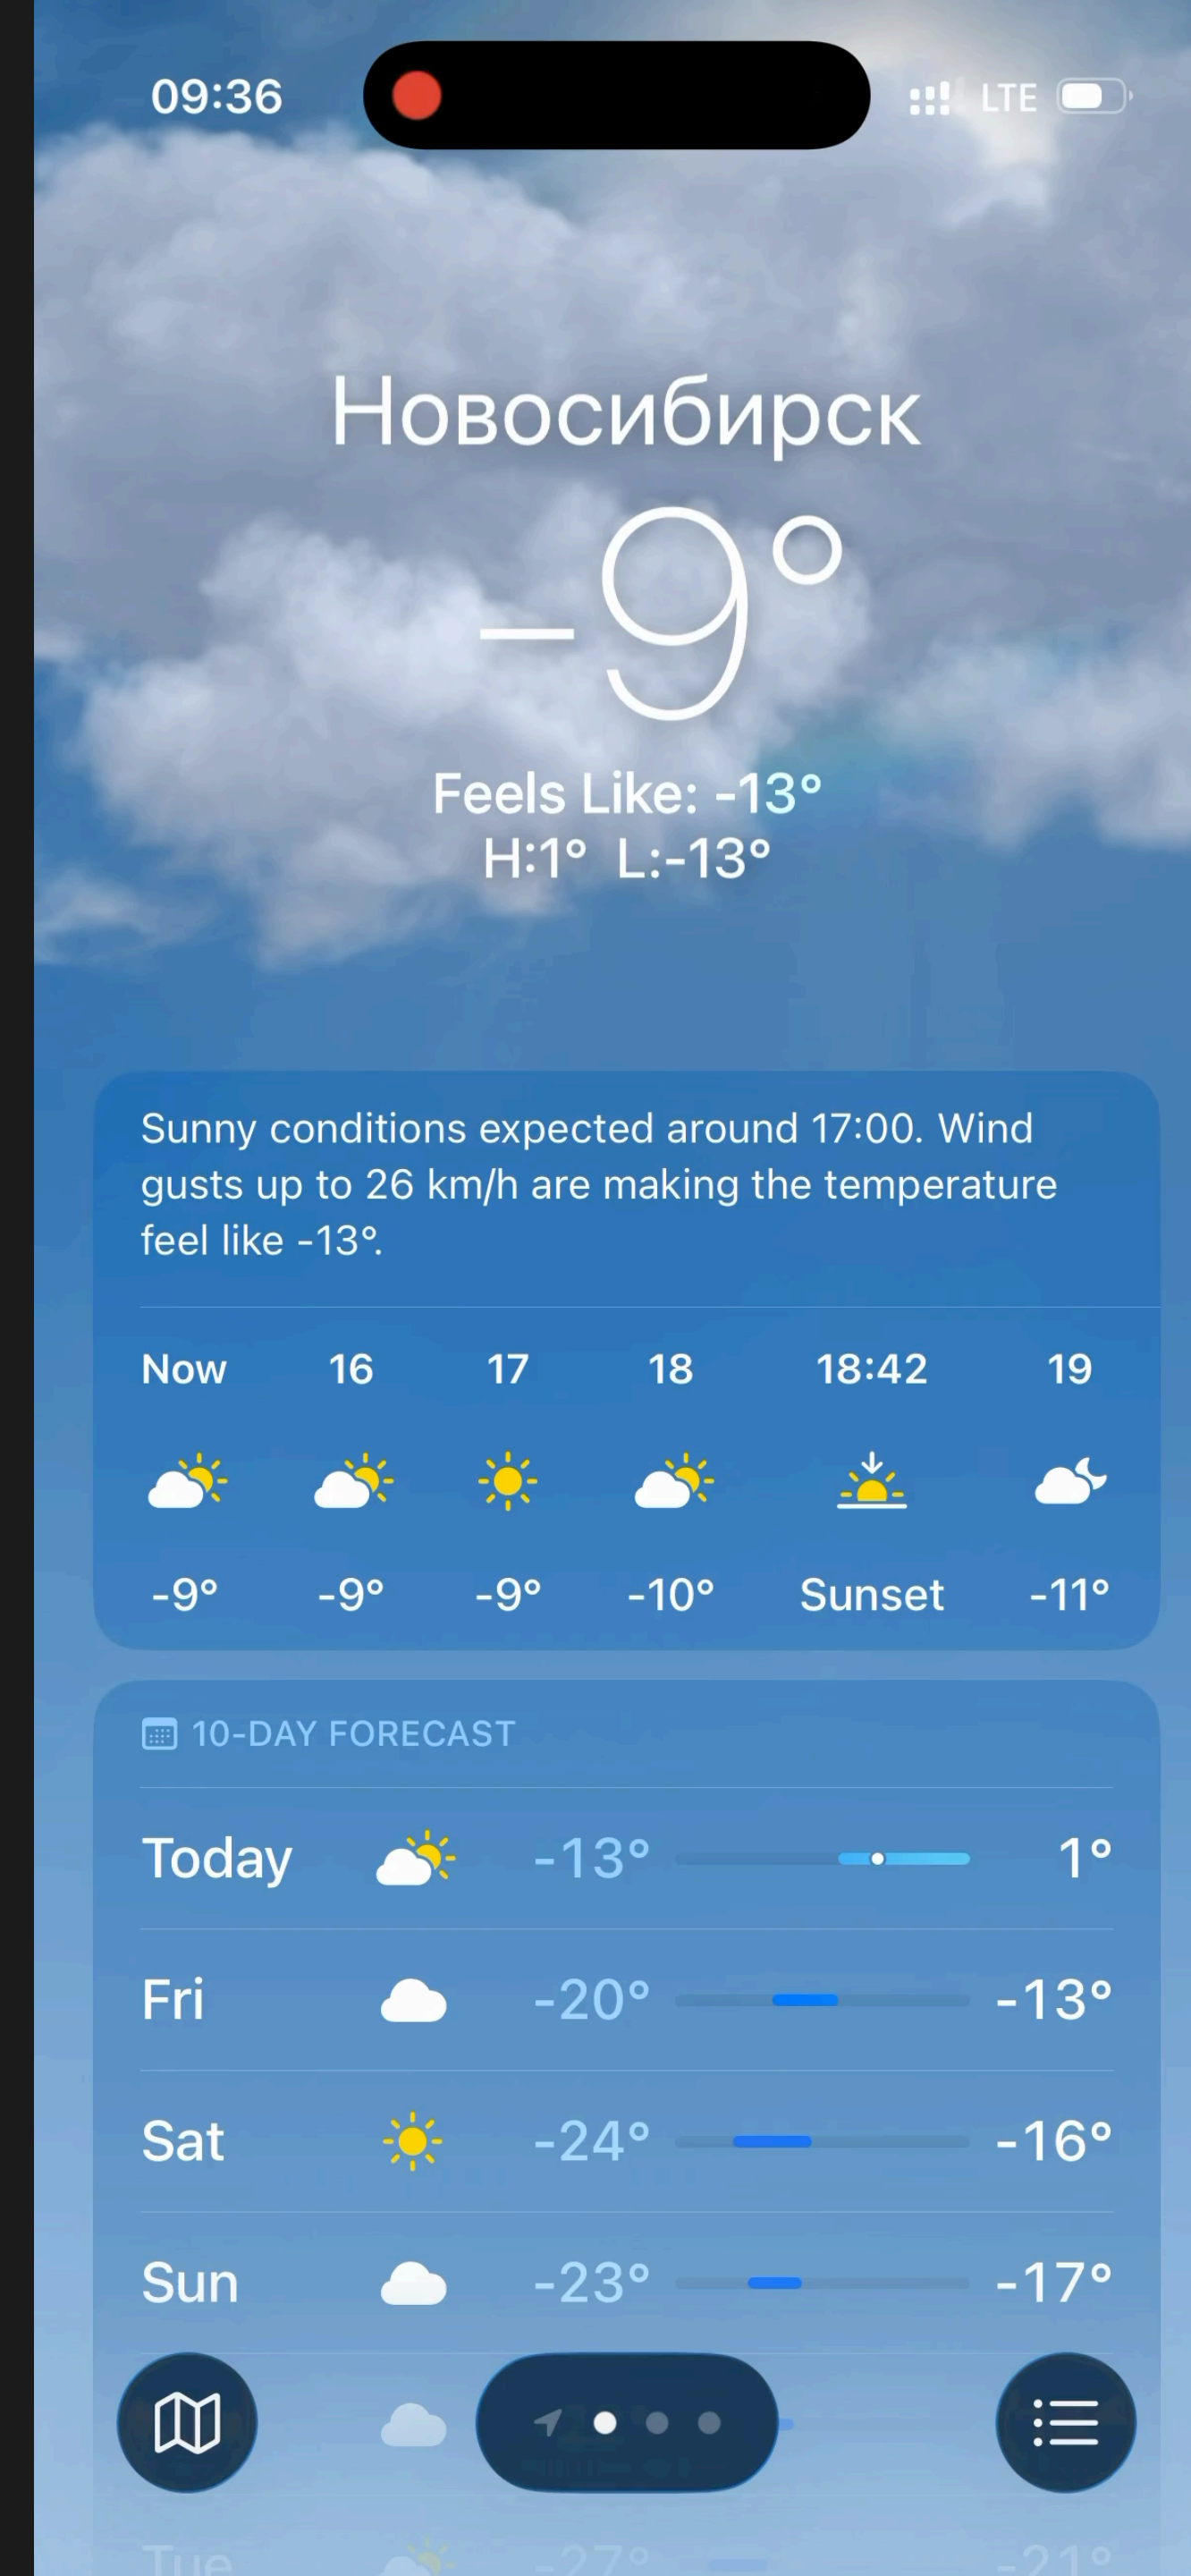 09:36 LTE
Новосибирск
-9°
Feels Like: -13°
H:1° L:-13°
Sunny conditions expected around 17:00. Wind
gusts up to 26 km/h are making the temperature
feel like -13°.
Now 16 17 18 18:42 19
-9° -9° -9° -10° Sunset -11°
10-DAY FORECAST
Today -13° 1°
Fri -20° -13°
Sat -24° -16°
Sun -23° -17°
Tue -27° -21°